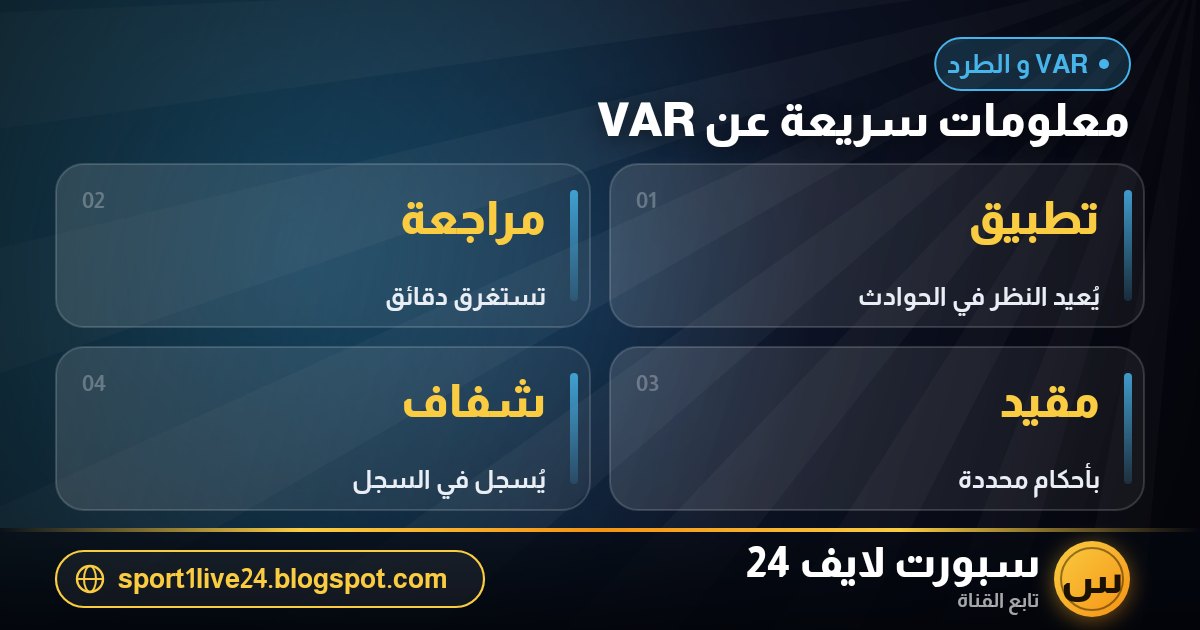 • VAR و الطرد
معلومات سريعة عن VAR
01
تطبيق
يُعيد النظر في الحوادث
02
مراجعة
تستغرق دقائق
03
مقيد
بأحكام محددة
04
شفاف
يُسجل في السجل
س
سبورت لايف 24
تابع القناة
sport1live24.blogspot.com